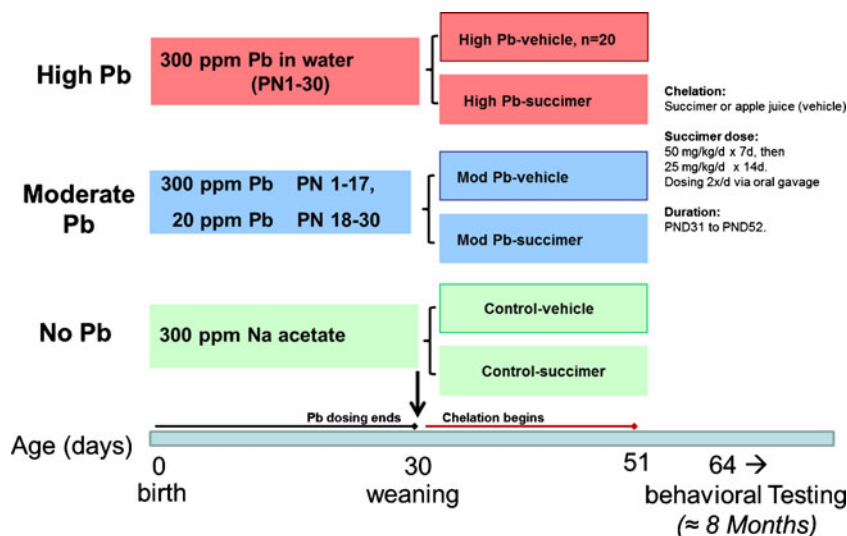 High Pb
300 ppm Pb in water
(PN1-30)
High Pb-vehicle, n=20
High Pb-succimer
Chelation:
Succimer or apple juice (vehicle)
Succimer dose:
50 mg/kg/d x 7d, then
25 mg/kg/d x 14d.
Dosing 2x/d via oral gavage
Duration:
PND31 to PND52.
Moderate
Pb
300 ppm Pb PN 1-17,
20 ppm Pb PN 18-30
Mod Pb-vehicle
Mod Pb-succimer
No Pb
300 ppm Na acetate
Control-vehicle
Control-succimer
Pb dosing ends
Chelation begins
Age (days)
0
birth
30
weaning
51
64 →
behavioral Testing
(≈ 8 Months)